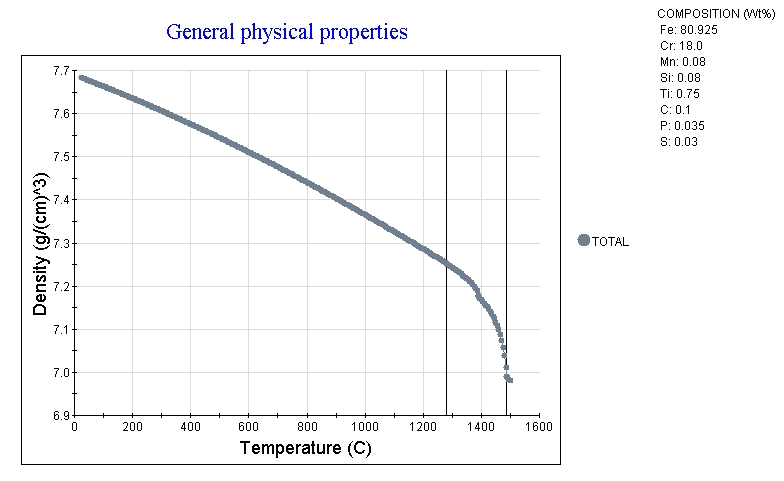 General physical properties
COMPOSITION (Wt%)
Fe: 80.925
Cr: 18.0
Mn: 0.08
Si: 0.08
Ti: 0.75
C: 0.1
P: 0.035
S: 0.03
7.7
7.6
7.5
7.4
7.3
7.2
7.1
7.0
6.9
Density (g/(cm)^3)
0 200 400 600 800 1000 1200 1400 1600
Temperature (C)
TOTAL